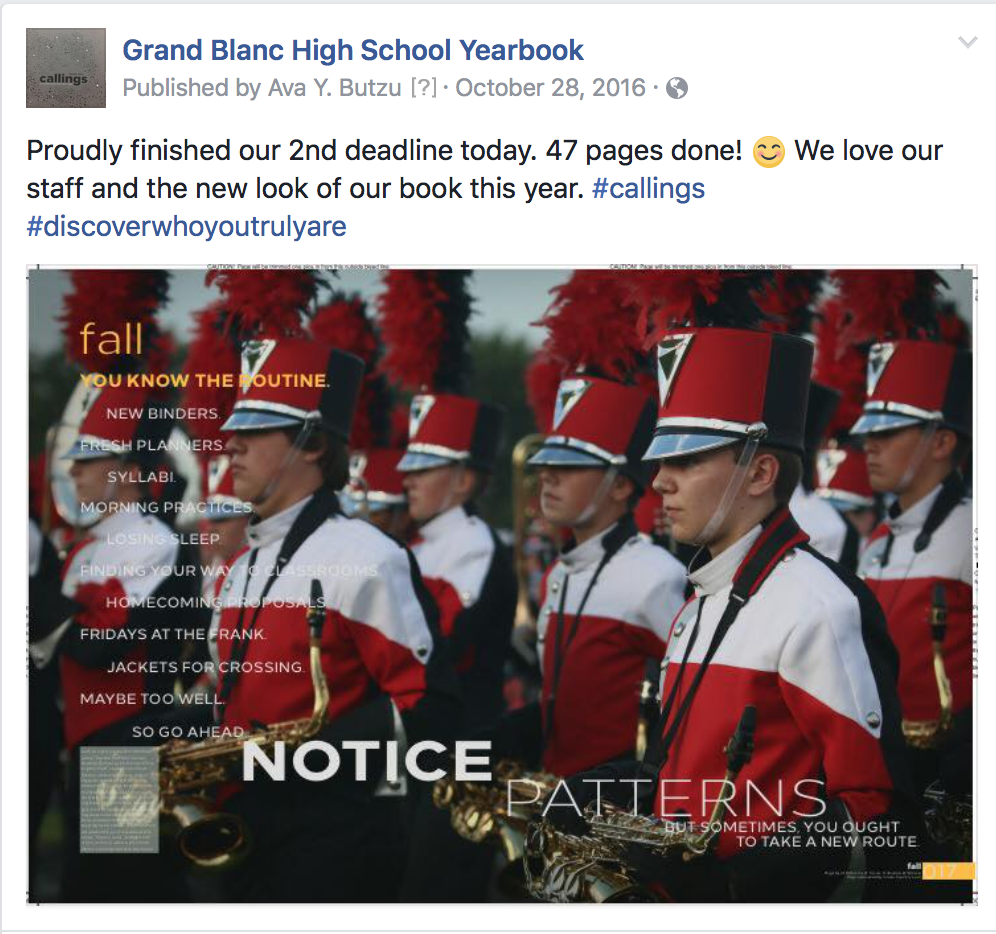 callings
Grand Blanc High School Yearbook
Published by Ava Y. Butzu [?] · October 28, 2016 ·
Proudly finished our 2nd deadline today. 47 pages done! 😊 We love our
staff and the new look of our book this year. #callings
#discoverwhoyoutrulyare
CAUTION! Page will be trimmed one pica in from this outside bleed line.
CAUTION! Page will be trimmed one pica in from this outside bleed line.
fall
YOU KNOW THE ROUTINE.
NEW BINDERS.
FRESH PLANNERS.
SYLLABI.
MORNING PRACTICES.
LOSING SLEEP.
FINDING YOUR WAY TO CLASSROOMS.
HOMECOMING PROPOSALS.
FRIDAYS AT THE FRANK.
JACKETS FOR CROSSING.
MAYBE TOO WELL.
SO GO AHEAD.
NOTICE
PATTERNS
BUT SOMETIMES, YOU OUGHT
TO TAKE A NEW ROUTE.
fall
017